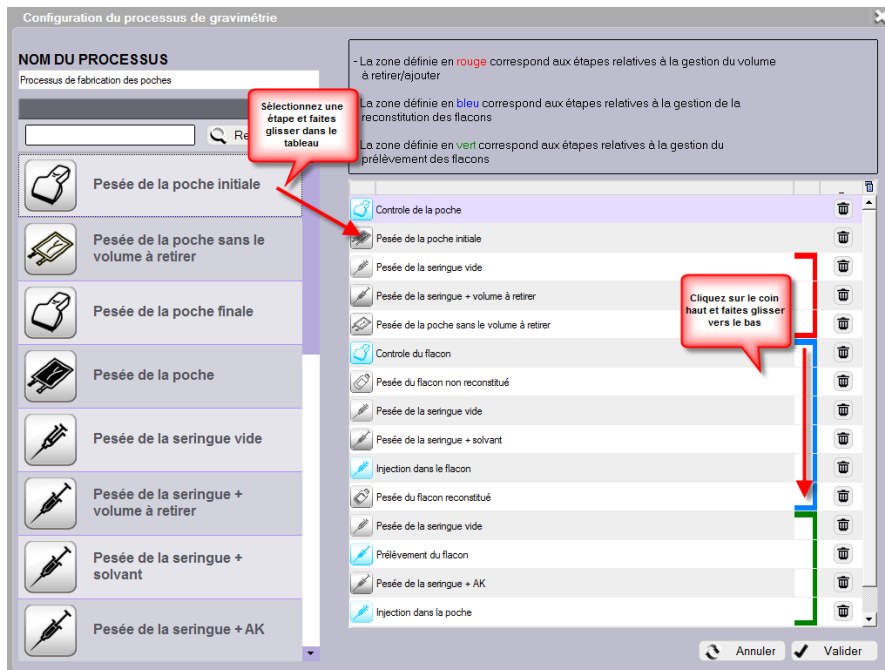 Configuration du processus de gravimétrie
NOM DU PROCESSUS
Processus de fabrication des poches
- La zone définie en rouge correspond aux étapes relatives à la gestion du volume
à retirer/ajouter
La zone définie en bleu correspond aux étapes relatives à la gestion de la
reconstitution des flacons
La zone définie en vert correspond aux étapes relatives à la gestion du
prélèvement des flacons
Sélectionnez une
étape et faites
glisser dans le
tableau
Pesée de la poche initiale
Pesée de la poche sans le
volume à retirer
Pesée de la poche finale
Pesée de la poche
Pesée de la seringue vide
Pesée de la seringue +
volume à retirer
Pesée de la seringue +
solvant
Pesée de la seringue + AK
Controle de la poche
Pesée de la poche initiale
Pesée de la seringue vide
Pesée de la seringue + volume à retirer
Pesée de la poche sans le volume à retirer
Controle du flacon
Pesée du flacon non reconstitué
Pesée de la seringue vide
Pesée de la seringue + solvant
Injection dans le flacon
Pesée du flacon reconstitué
Pesée de la seringue vide
Prélèvement du flacon
Pesée de la seringue + AK
Injection dans la poche
Cliquez sur le coin
haut et faites glisser
vers le bas
Annuler
Valider